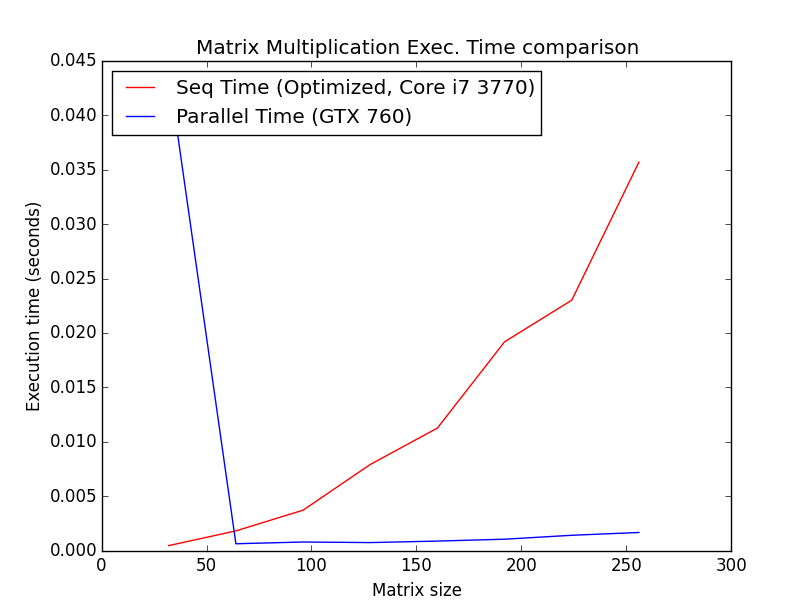 Matrix Multiplication Exec. Time comparison
Seq Time (Optimized, Core i7 3770)
Parallel Time (GTX 760)
Execution time (seconds)
0.045
0.040
0.035
0.030
0.025
0.020
0.015
0.010
0.005
0.000
0 50 100 150 200 250 300
Matrix size